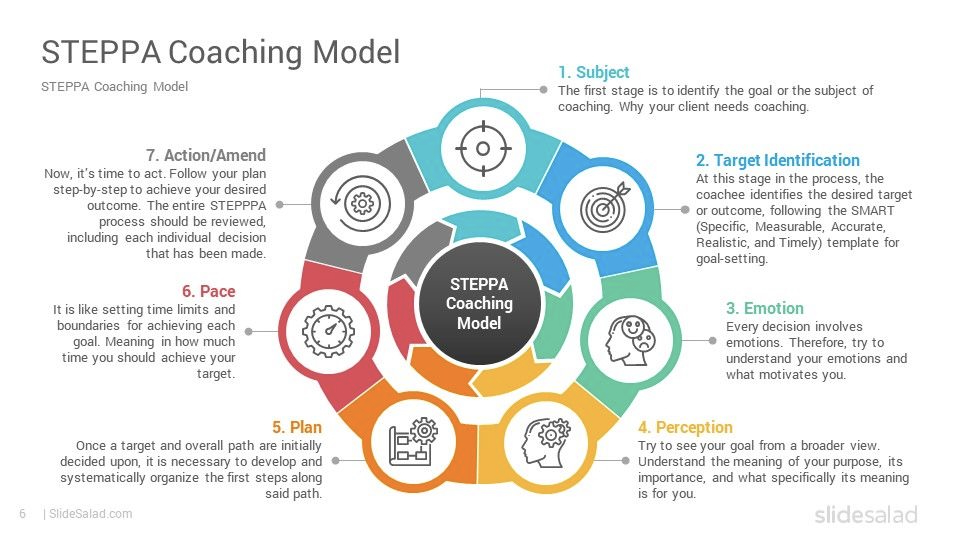 STEPPA Coaching Model
STEPPA Coaching Model
1. Subject
The first stage is to identify the goal or the subject of
coaching. Why your client needs coaching.
2. Target Identification
At this stage in the process, the
coachee identifies the desired target
or outcome, following the SMART
(Specific, Measurable, Accurate,
Realistic, and Timely) template for
goal-setting.
3. Emotion
Every decision involves
emotions. Therefore, try to
understand your emotions and
what motivates you.
4. Perception
Try to see your goal from a broader view.
Understand the meaning of your purpose, its
importance, and what specifically its meaning
is for you.
5. Plan
Once a target and overall path are initially
decided upon, it is necessary to develop and
systematically organize the first steps along
said path.
6. Pace
It is like setting time limits and
boundaries for achieving each
goal. Meaning in how much
time you should achieve your
target.
7. Action/Amend
Now, it's time to act. Follow your plan
step-by-step to achieve your desired
outcome. The entire STEPPPA
process should be reviewed,
including each individual decision
that has been made.
STEPPA
Coaching
Model
6 | SlideSalad.com
slidesalad